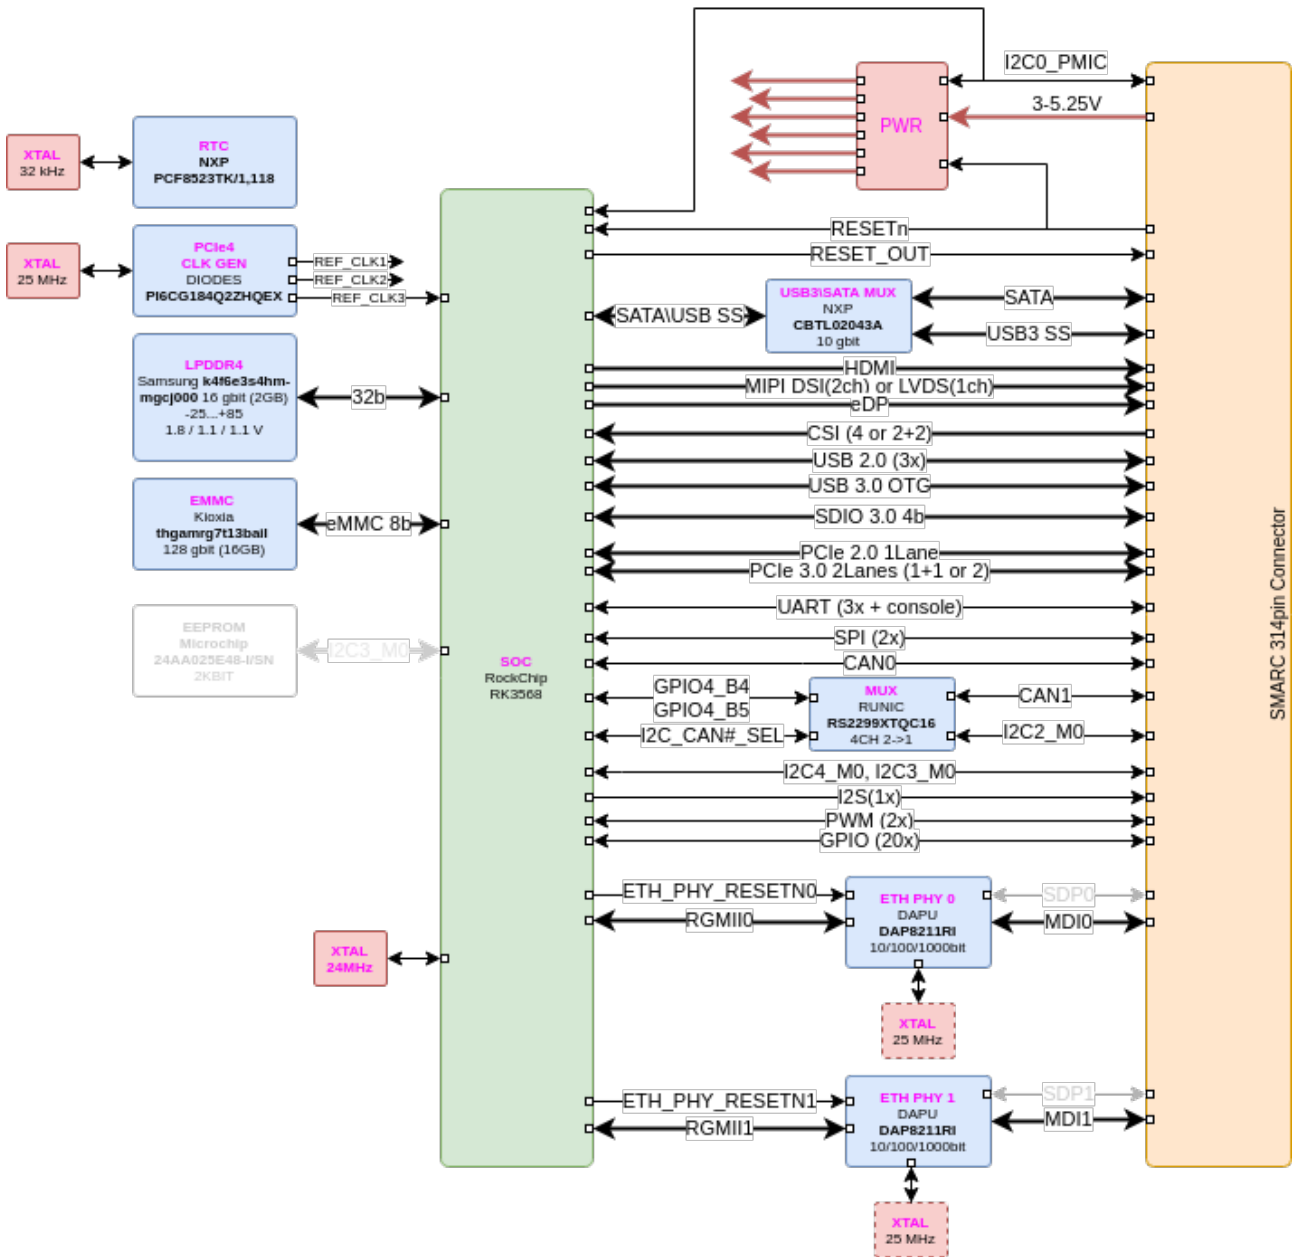 I2C0_PMIC
3-5.25V
PWR
XTAL
32 kHz
RTC
NXP
PCF8523TK/1,118
XTAL
25 MHz
PCIe4
CLK GEN
DIODES
PI6CG184Q2ZHQEX
REF_CLK1
REF_CLK2
REF_CLK3
LPDDR4
Samsung k4f6e3s4hm-
mgcj000 16 gbit (2GB)
-25...+85
1.8 / 1.1 / 1.1 V
32b
EMMC
Kioxia
thgamrg7t13bail
128 gbit (16GB)
eMMC 8b
EEPROM
Microchip
24AA025E48-I/SN
2KBIT
I2C3_M0
SOC
RockChip
RK3568
XTAL
24MHz
RESETn
RESET_OUT
SATA\USB SS
USB3\SATA MUX
NXP
CBTL02043A
10 gbit
SATA
USB3 SS
HDMI
MIPI DSI(2ch) or LVDS(1ch)
eDP
CSI (4 or 2+2)
USB 2.0 (3x)
USB 3.0 OTG
SDIO 3.0 4b
PCIe 2.0 1Lane
PCIe 3.0 2Lanes (1+1 or 2)
UART (3x + console)
SPI (2x)
CAN0
GPIO4_B4
GPIO4_B5
I2C_CAN#_SEL
MUX
RUNIC
RS2299XTQC16
4CH 2->1
CAN1
I2C2_M0
I2C4_M0, I2C3_M0
I2S(1x)
PWM (2x)
GPIO (20x)
ETH_PHY_RESETN0
RGMII0
ETH PHY 0
DAPU
DAP8211RI
10/100/1000bit
SDP0
MDI0
XTAL
25 MHz
ETH_PHY_RESETN1
RGMII1
ETH PHY 1
DAPU
DAP8211RI
10/100/1000bit
SDP1
MDI1
XTAL
25 MHz
SMARC 314pin Connector